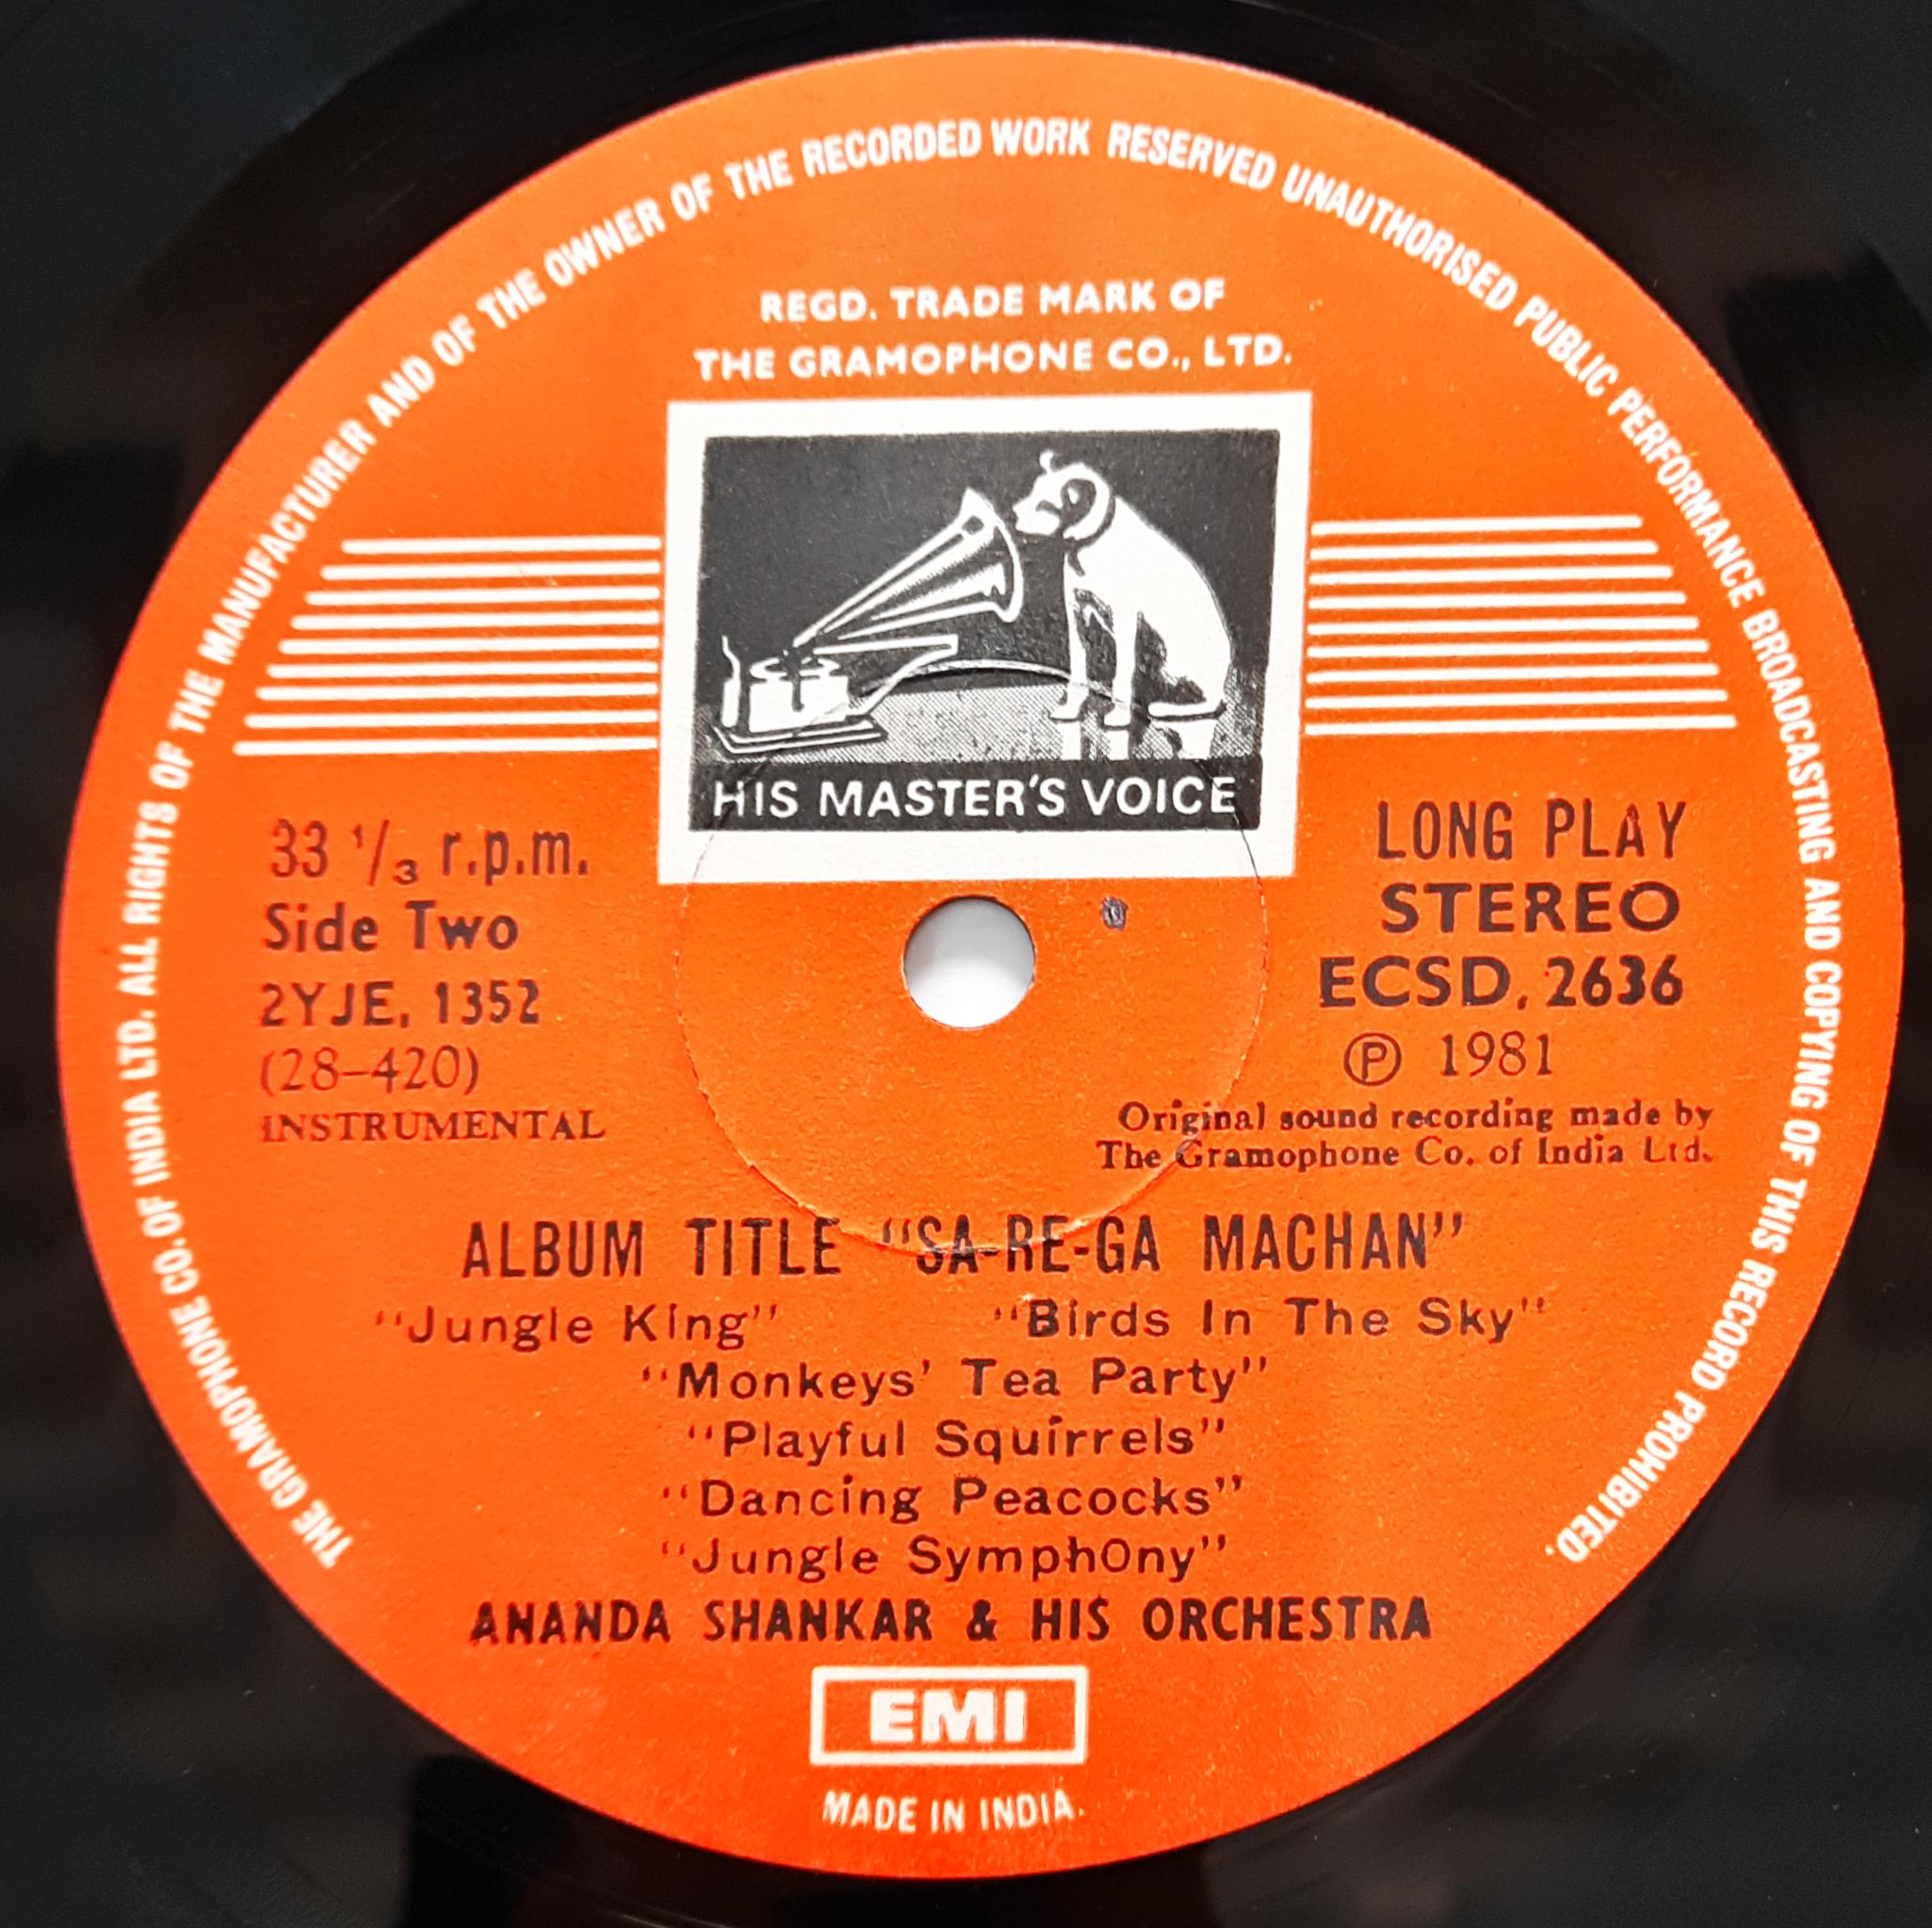 THE GRAMOPHONE CO. OF INDIA LTD. ALL RIGHTS OF THE MANUFACTURER AND OF THE OWNER OF THE RECORDED WORK RESERVED UNAUTHORISED PUBLIC PERFORMANCE BROADCASTING AND COPYING OF THIS RECORD PROHIBITED.
REGD. TRADE MARK OF
THE GRAMOPHONE CO., LTD.
HIS MASTER'S VOICE
33 1/3 r.p.m.
Side Two
2YJE, 1352
(28-420)
INSTRUMENTAL
LONG PLAY
STEREO
ECSD, 2636
Ⓟ 1981
Original sound recording made by
The Gramophone Co. of India Ltd.
ALBUM TITLE "SA-RE-GA MACHAN"
"Jungle King" "Birds In The Sky"
"Monkeys' Tea Party"
"Playful Squirrels"
"Dancing Peacocks"
"Jungle SymphOny"
ANANDA SHANKAR & HIS ORCHESTRA
EMI
MADE IN INDIA.